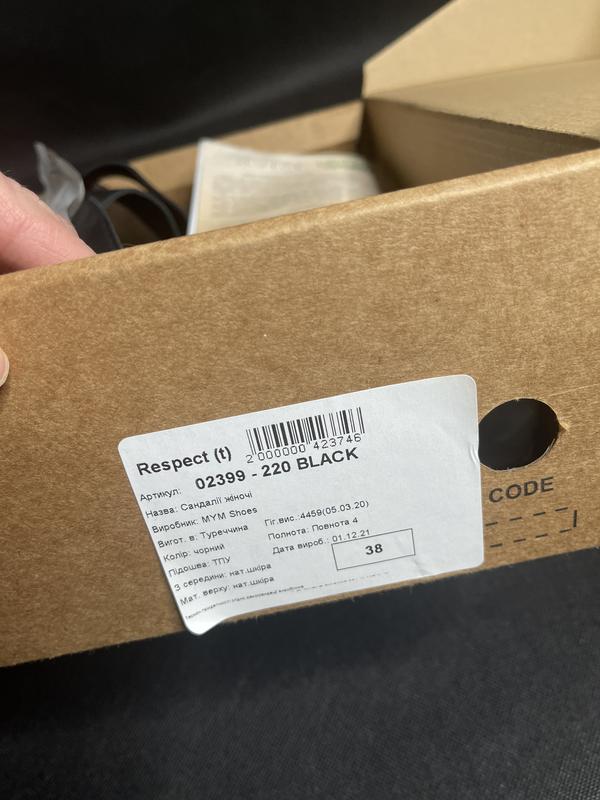 Respect (t)
2 000000 423746
Артикул: 02399 - 220 BLACK
Назва: Сандалії жіночі
Виробник: MYM Shoes
Вигот. в: Туреччина
Гіг.вис.:4459(05.03.20)
Колір: чорний
Полнота: Повнота 4
Підошва: ТПУ
Дата вироб.: 01.12.21
З середини: нат.шкіра
38
Мат. верху: нат.шкіра
CODE